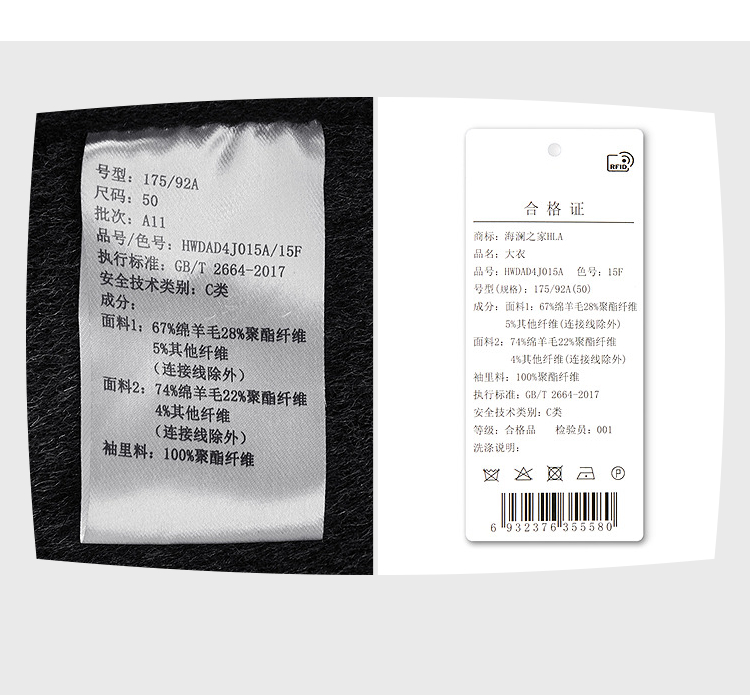 号型：175/92A
尺码：50
批次：A11
品号/色号：HWDAD4J015A/15F
执行标准：GB/T 2664-2017
安全技术类别：C类
成分：
面料1：67%绵羊毛28%聚酯纤维
5%其他纤维
（连接线除外）
面料2：74%绵羊毛22%聚酯纤维
4%其他纤维
（连接线除外）
袖里料：100%聚酯纤维
RFID
合格证
商标：海澜之家HLA
品名：大衣
品号：HWDAD4J015A 色号：15F
号型(规格)：175/92A(50)
成分：面料1：67%绵羊毛28%聚酯纤维
5%其他纤维(连接线除外)
面料2：74%绵羊毛22%聚酯纤维
4%其他纤维(连接线除外)
袖里料：100%聚酯纤维
执行标准：GB/T 2664-2017
安全技术类别：C类
等级：合格品 检验员：001
洗涤说明：
P
6 932376 355580